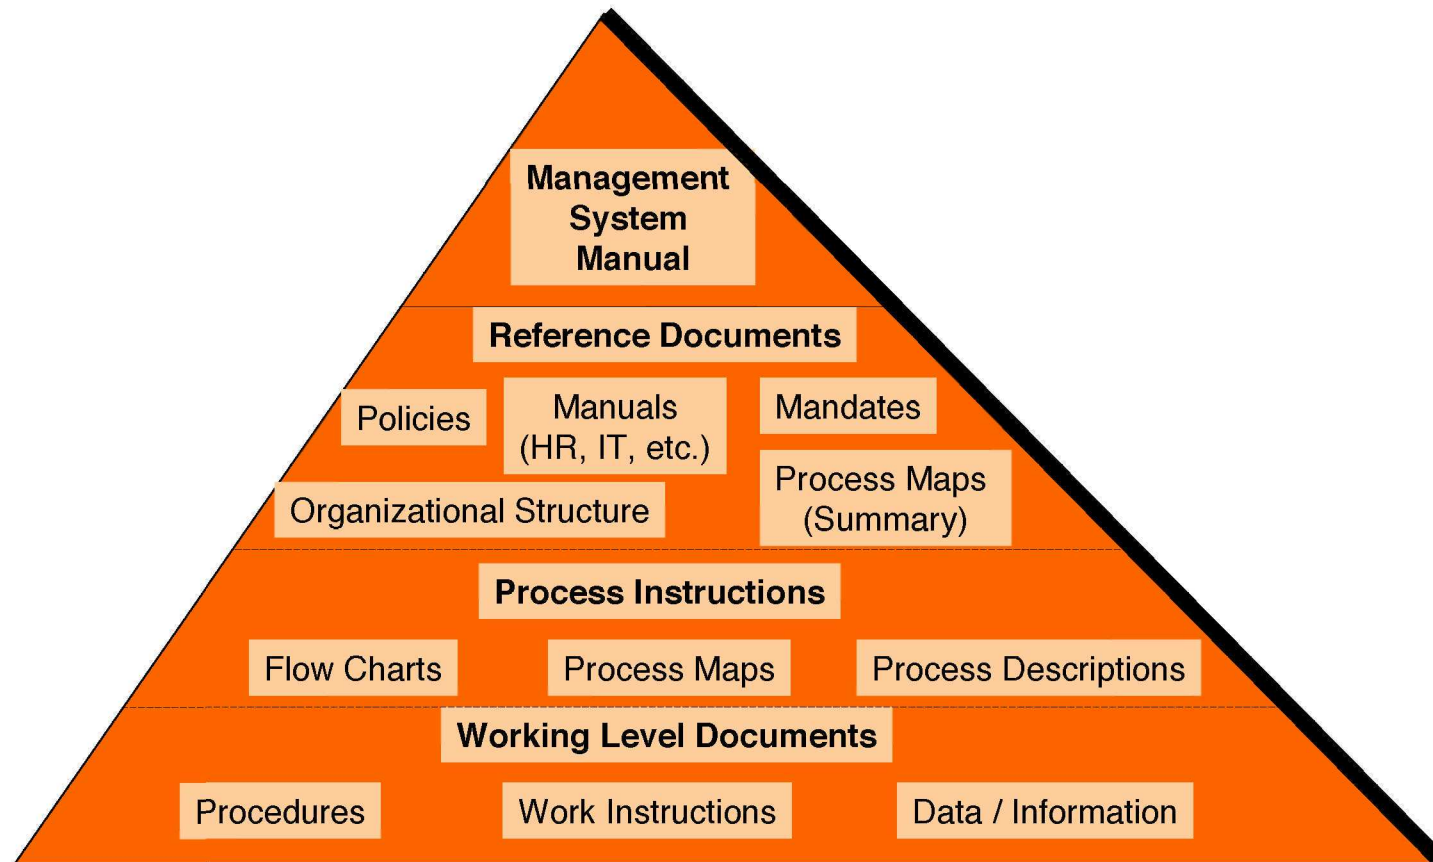 Management
System
Manual
Reference Documents
Policies
Manuals
(HR, IT, etc.)
Mandates
Organizational Structure
Process Maps
(Summary)
Process Instructions
Flow Charts
Process Maps
Process Descriptions
Working Level Documents
Procedures
Work Instructions
Data / Information